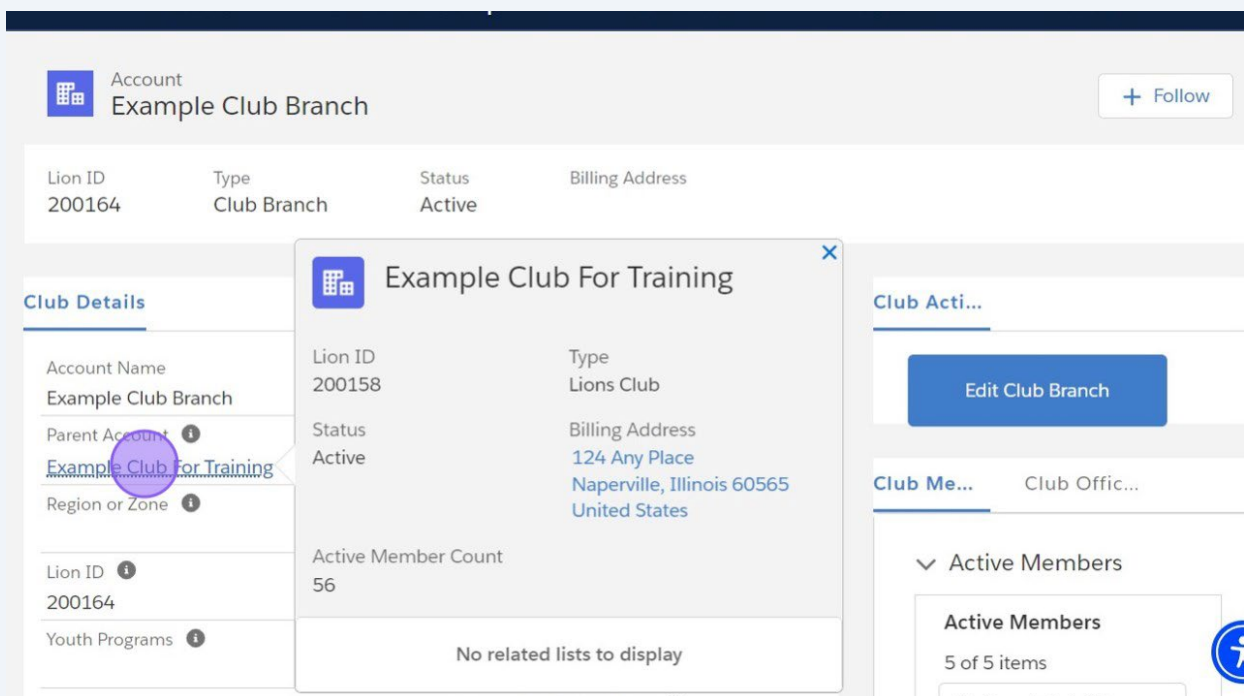 Account
Example Club Branch
+ Follow
Lion ID
Type
Status
Billing Address
200164
Club Branch
Active
Club Details
Account Name
Example Club Branch
Parent Account
Example Club For Training
Region or Zone
Lion ID
200164
Youth Programs
Example Club For Training
Lion ID
Type
200158
Lions Club
Status
Billing Address
Active
124 Any Place
Naperville, Illinois 60565
United States
Active Member Count
56
No related lists to display
Club Acti...
Edit Club Branch
Club Me...
Club Offic...
Active Members
Active Members
5 of 5 items